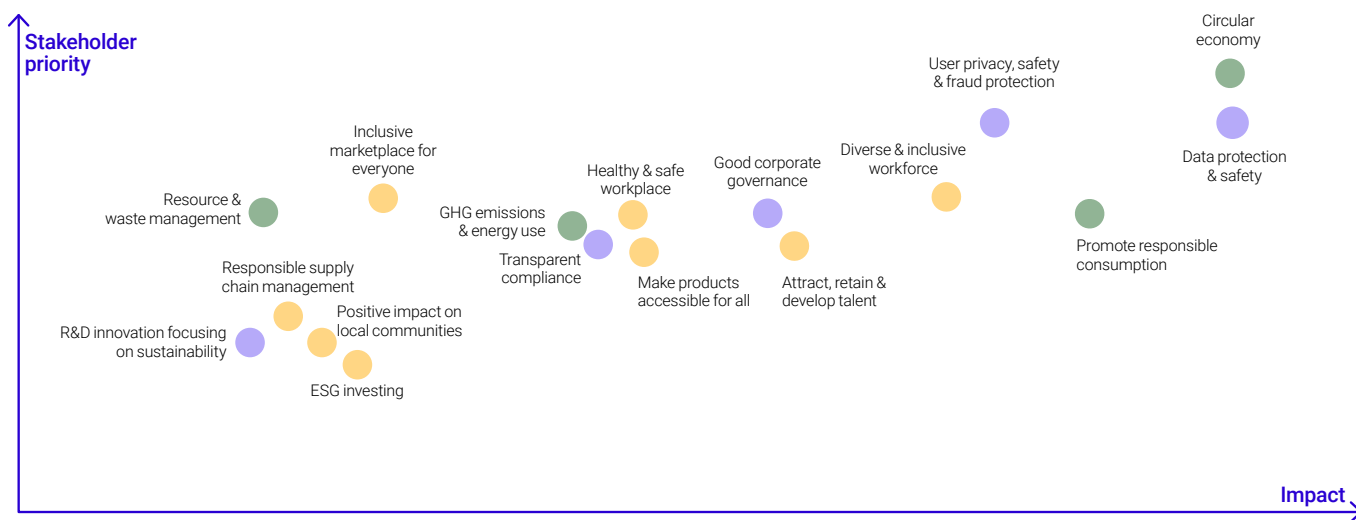 Stakeholder
priority
Circular
economy
User privacy, safety
& fraud protection
Inclusive
marketplace for
everyone
Diverse & inclusive
workforce
Data protection
& safety
Healthy & safe
workplace
Good corporate
governance
Resource &
waste management
GHG emissions
& energy use
Promote responsible
consumption
Transparent
compliance
Responsible supply
chain management
Make products
accessible for all
Attract, retain &
develop talent
Positive impact on
local communities
R&D innovation focusing
on sustainability
ESG investing
Impact